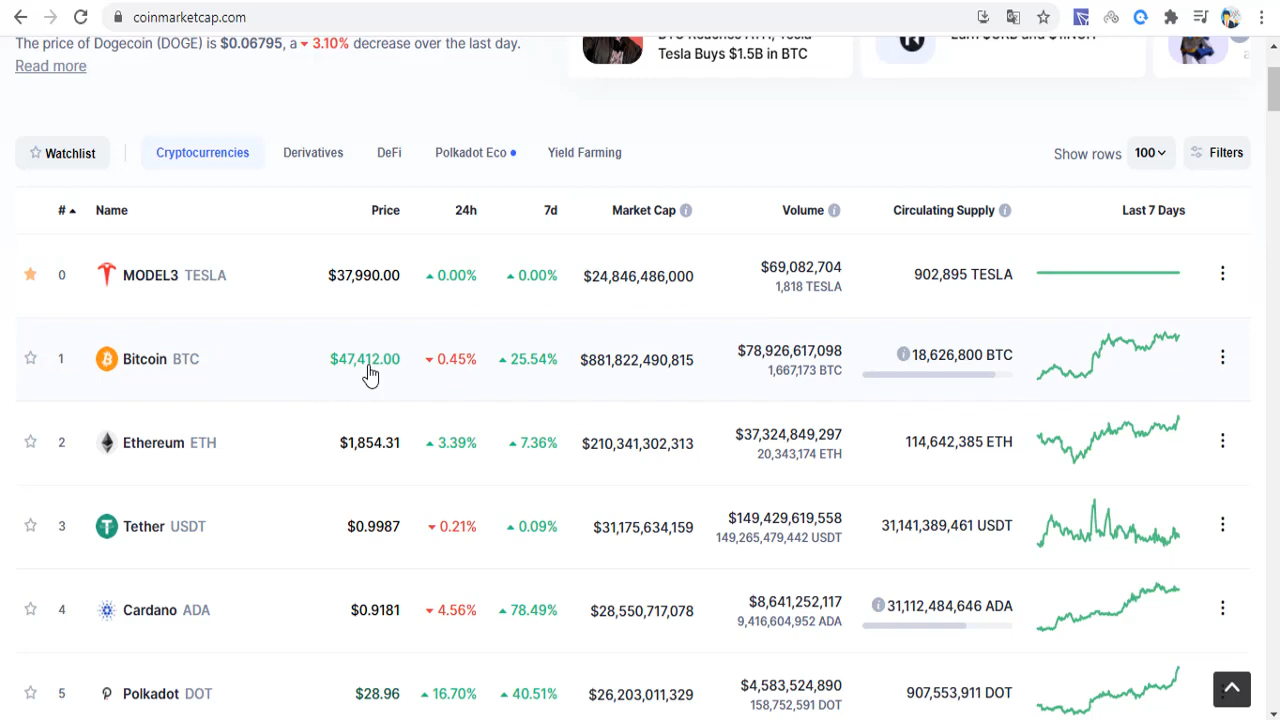 coinmarketcap.com
The price of Dogecoin (DOGE) is $0.06795, a 3.10% decrease over the last day.
Read more
Tesla Buys $1.5B in BTC
Watchlist Cryptocurrencies Derivatives DeFi Polkadot Eco Yield Farming Show rows 100 Filters
# Name Price 24h 7d Market Cap Volume Circulating Supply Last 7 Days
0 MODEL3 TESLA $37,990.00 0.00% 0.00% $24,846,486,000 $69,082,704 902,895 TESLA
1,818 TESLA
1 Bitcoin BTC $47,412.00 0.45% 25.54% $881,822,490,815 $78,926,617,098 18,626,800 BTC
1,667,173 BTC
2 Ethereum ETH $1,854.31 3.39% 7.36% $210,341,302,313 $37,324,849,297 114,642,385 ETH
20,343,174 ETH
3 Tether USDT $0.9987 0.21% 0.09% $31,175,634,159 $149,429,619,558 31,141,389,461 USDT
149,265,479,442 USDT
4 Cardano ADA $0.9181 4.56% 78.49% $28,550,717,078 $8,641,252,117 31,112,484,646 ADA
9,416,604,952 ADA
5 Polkadot DOT $28.96 16.70% 40.51% $26,203,011,329 $4,583,524,890 907,553,911 DOT
158,752,591 DOT